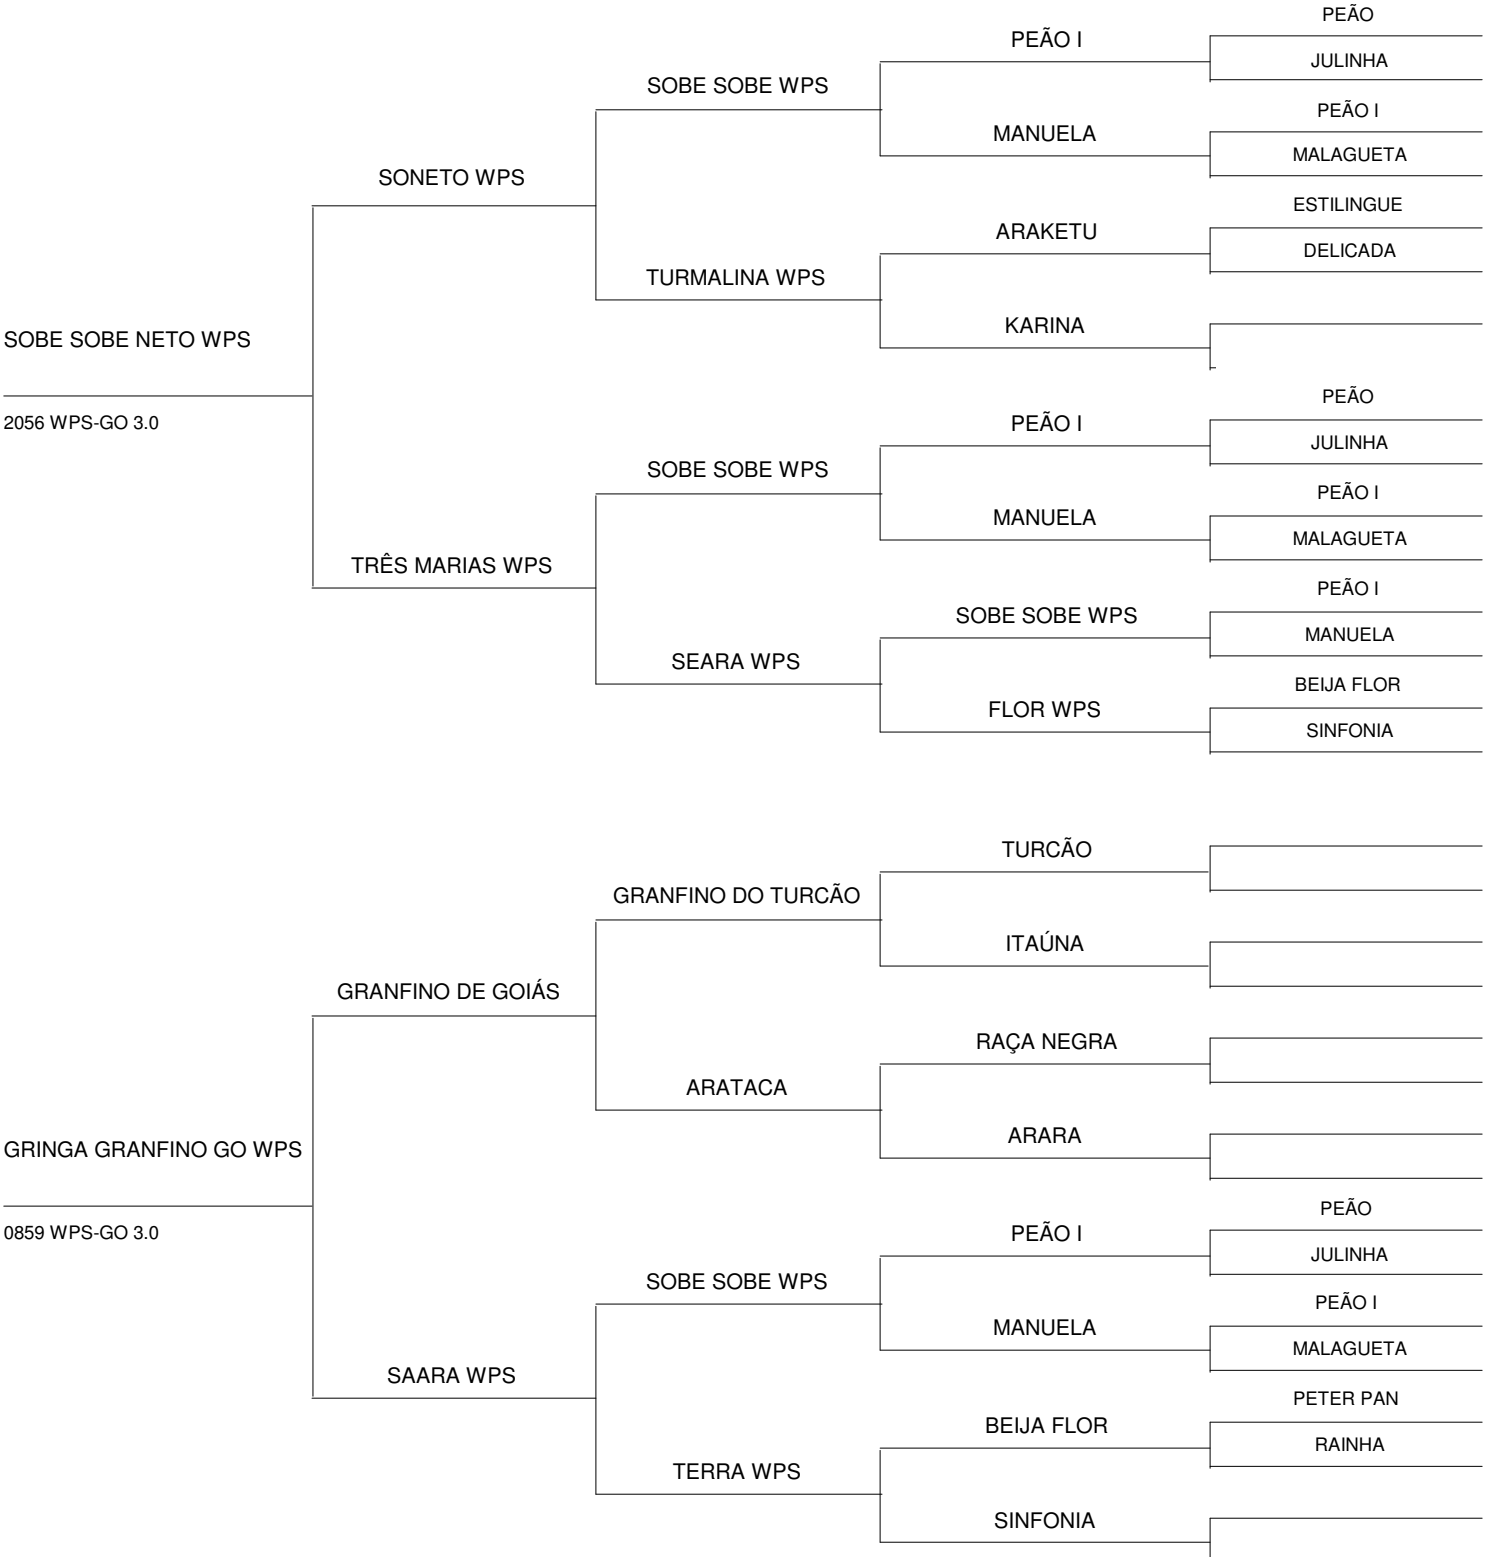 PEÃO
PEÃO I
JULINHA
SOBE SOBE WPS
PEÃO I
MANUELA
MALAGUETA
SONETO WPS
ESTILINGUE
ARAKETU
DELICADA
TURMALINA WPS
KARINA
SOBE SOBE NETO WPS
PEÃO
2056 WPS-GO 3.0
PEÃO I
JULINHA
SOBE SOBE WPS
PEÃO I
MANUELA
MALAGUETA
TRÊS MARIAS WPS
PEÃO I
SOBE SOBE WPS
MANUELA
SEARA WPS
BEIJA FLOR
FLOR WPS
SINFONIA
TURCÃO
GRANFINO DO TURCÃO
ITAÚNA
GRANFINO DE GOIÁS
RAÇA NEGRA
ARATACA
ARARA
GRINGA GRANFINO GO WPS
PEÃO
0859 WPS-GO 3.0
PEÃO I
JULINHA
SOBE SOBE WPS
PEÃO I
MANUELA
MALAGUETA
SAARA WPS
PETER PAN
BEIJA FLOR
RAINHA
TERRA WPS
SINFONIA